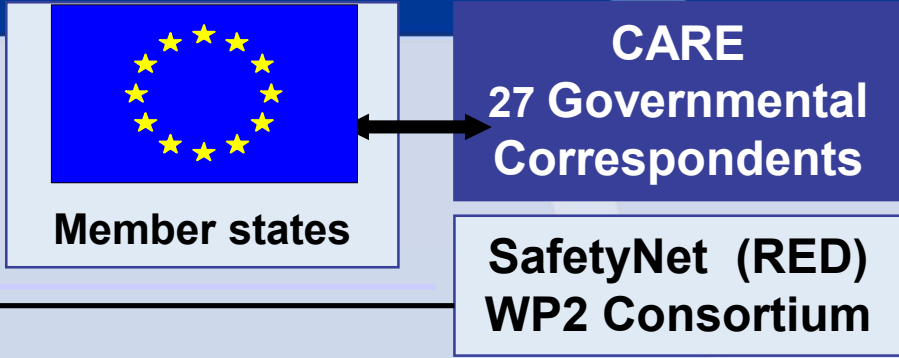 Member states
CARE
27 Governmental
Correspondents
SafetyNet (RED)
WP2 Consortium